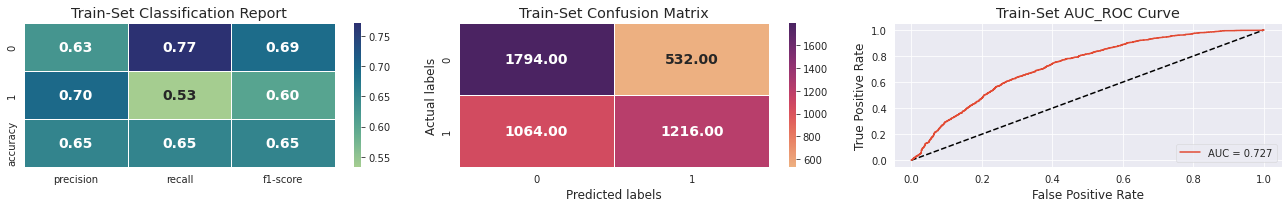 Train-Set Classification Report
0
1
accuracy
0.63 0.77 0.69
0.70 0.53 0.60
0.65 0.65 0.65
precision recall f1-score
0.75
0.70
0.65
0.60
0.55
Train-Set Confusion Matrix
Actual labels
0
1
1794.00 532.00
1064.00 1216.00
0 1
Predicted labels
1600
1400
1200
1000
800
600
Train-Set AUC_ROC Curve
True Positive Rate
1.0
0.8
0.6
0.4
0.2
0.0
AUC = 0.727
0.0 0.2 0.4 0.6 0.8 1.0
False Positive Rate